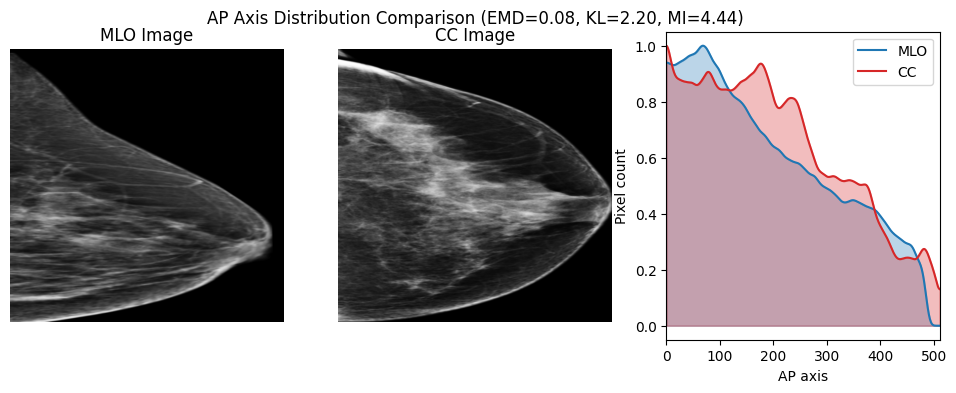 AP Axis Distribution Comparison (EMD=0.08, KL=2.20, MI=4.44)
MLO Image
CC Image
MLO
CC
Pixel count
1.0
0.8
0.6
0.4
0.2
0.0
0 100 200 300 400 500
AP axis